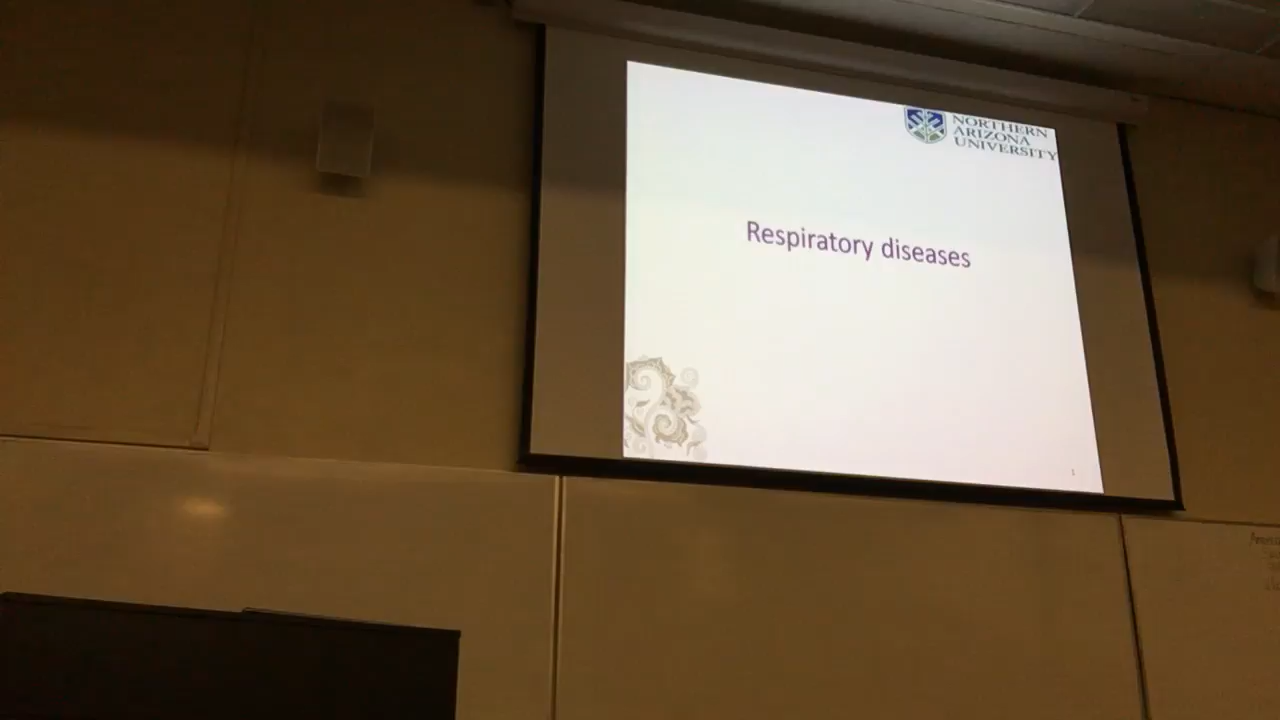 NORTHERN
ARIZONA
UNIVERSITY
Respiratory diseases
1